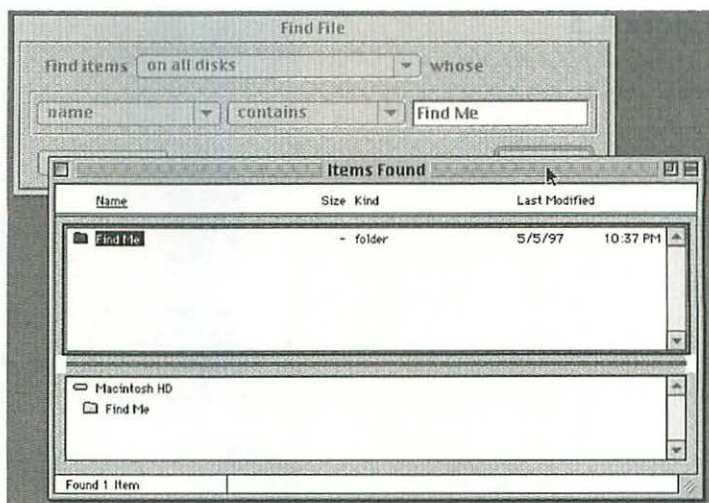 Find File
Find items on all disks whose
name contains Find Me
Items Found
Name Size Kind Last Modified
Find Me - folder 5/5/97 10:37 PM
Macintosh HD
Find Me
Found 1 Item